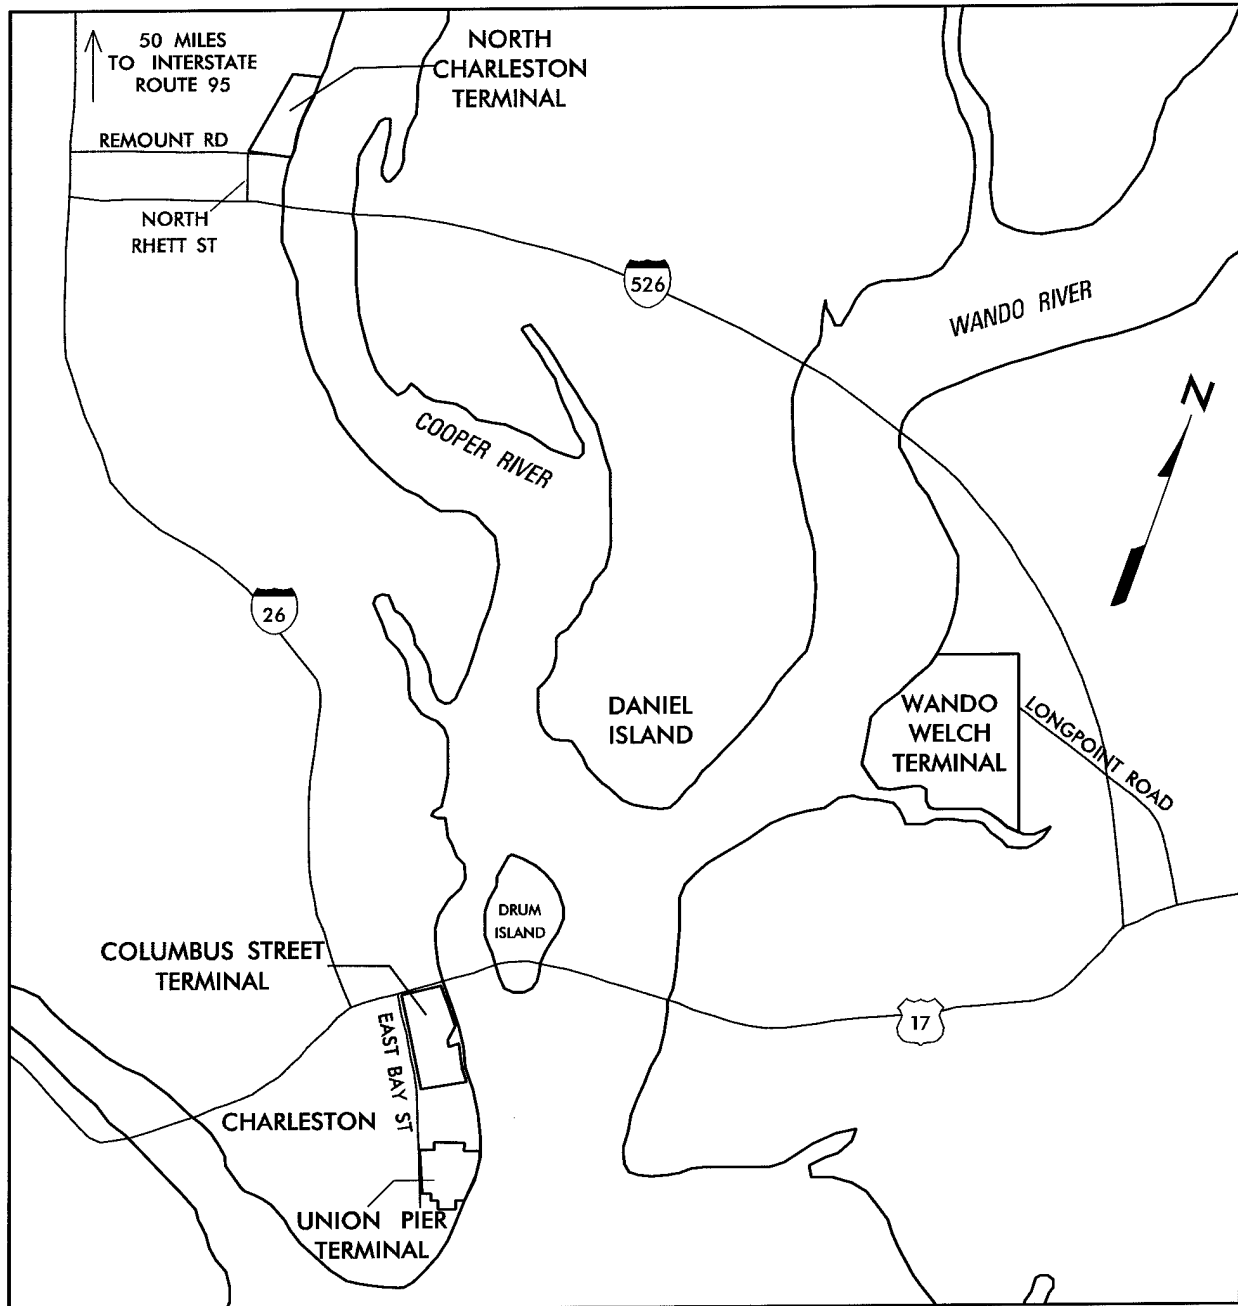 50 MILES
TO INTERSTATE
ROUTE 95
NORTH
CHARLESTON
TERMINAL
REMOUNT RD
NORTH
RHETT ST
526
WANDO RIVER
N
COOPER RIVER
26
DANIEL
ISLAND
WANDO
WELCH
TERMINAL
LONGPOINT ROAD
DRUM
ISLAND
COLUMBUS STREET
TERMINAL
17
EAST BAY ST
CHARLESTON
UNION PIER
TERMINAL